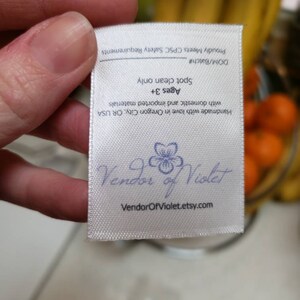 Vendor of Violet
VendorOfViolet.etsy.com
Handmade with love in Oregon City, OR USA
with domestic and imported materials
Ages 3+
Spot clean only
DOM/Batch#
Proudly Meets CPSC Safety Requirements